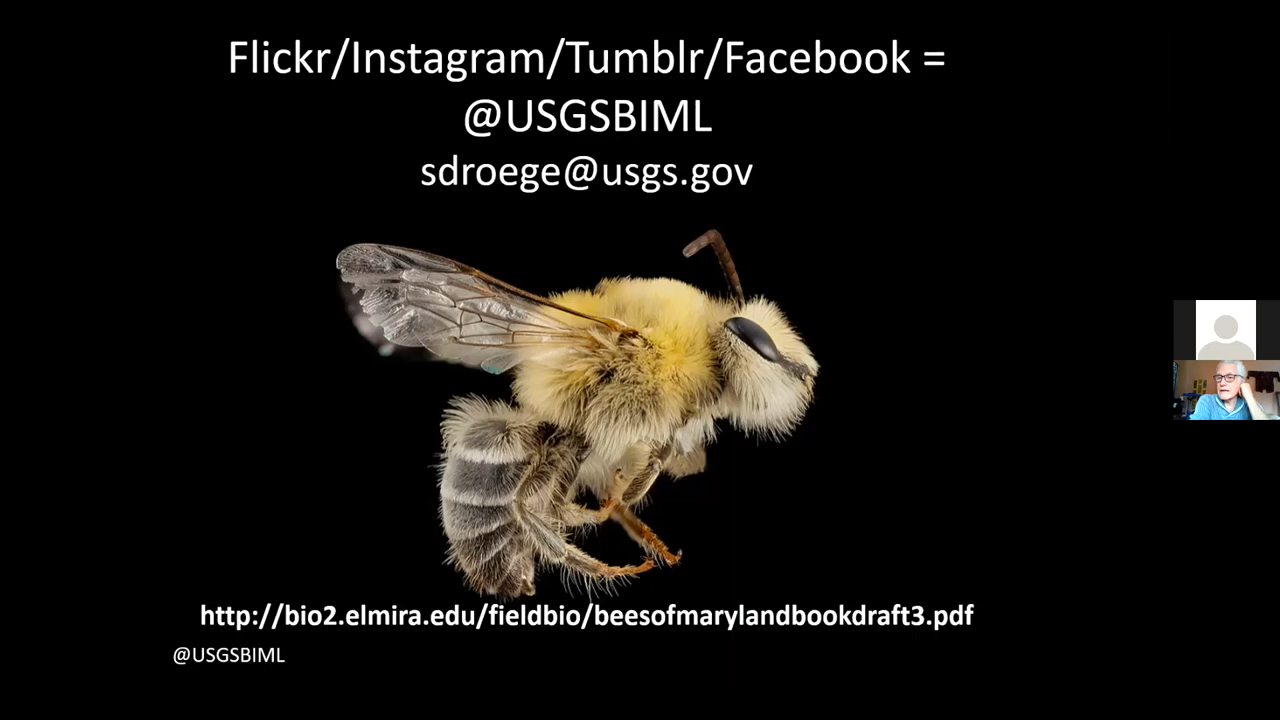 Flickr/Instagram/Tumblr/Facebook =
@USGSBIML
sdroege@usgs.gov
http://bio2.elmira.edu/fieldbio/beesofmarylandbookdraft3.pdf
@USGSBIML